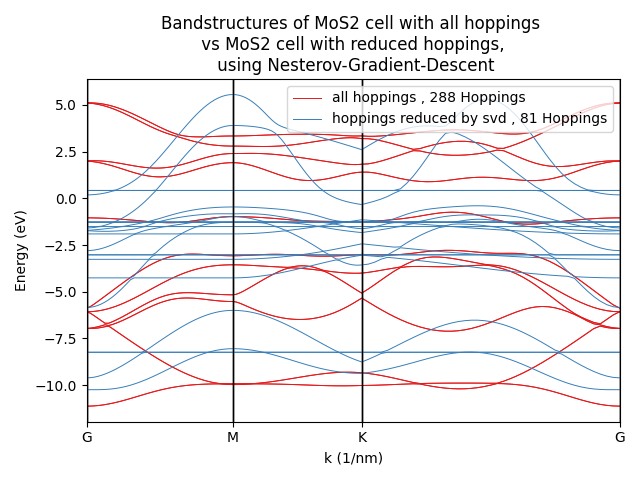 Bandstructures of MoS2 cell with all hoppings
vs MoS2 cell with reduced hoppings,
using Nesterov-Gradient-Descent
all hoppings , 288 Hoppings
hoppings reduced by svd , 81 Hoppings
Energy (eV)
5.0
2.5
0.0
−2.5
−5.0
−7.5
−10.0
G M K G
k (1/nm)